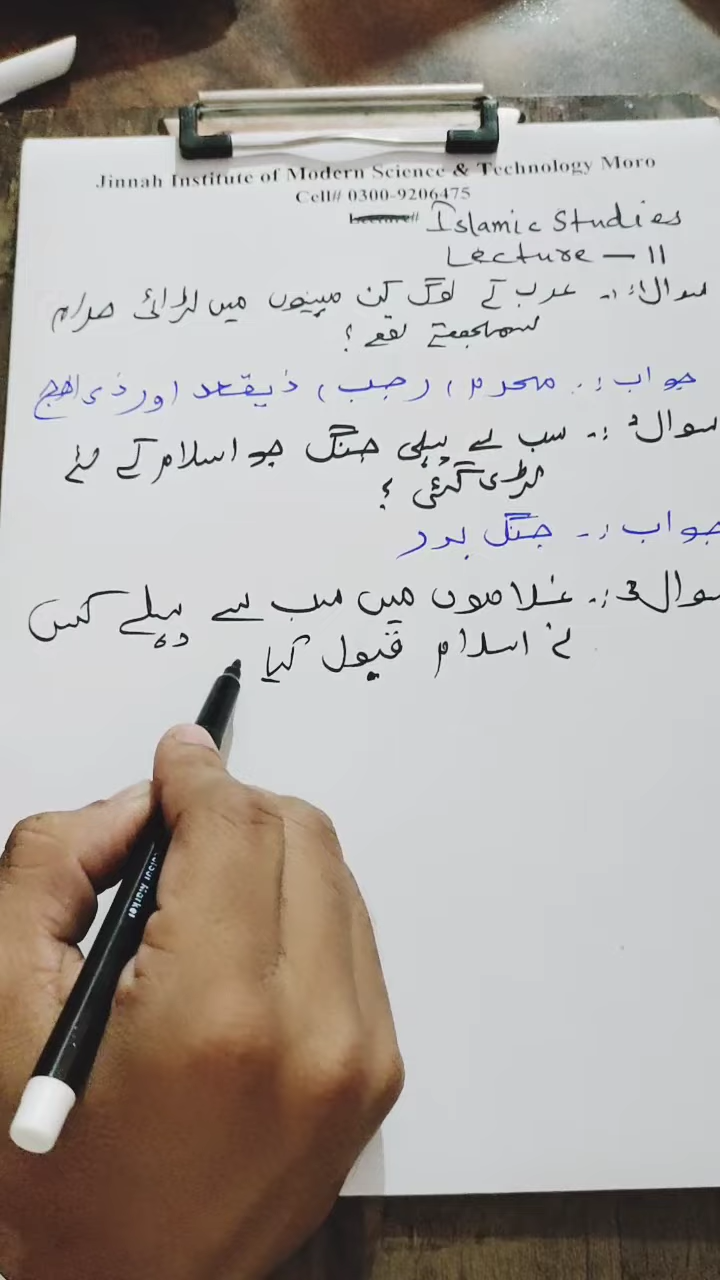 Jinnah Institute of Modern Science & Technology Moro
Cell# 0300-9206475
Islamic Studies
Lecture - 11
سوال1:۔ عرب کے لوگ کن مہینوں میں لڑائی حرام
سمجھتے تھے؟
جواب:۔ محرم، رجب، ذیقعد اور ذی الحج
سوال2:۔ سب سے پہلی جنگ جو اسلام کے لئے
لڑی گئی؟
جواب:۔ جنگ بدر
سوال3:۔ غلاموں میں سب سے پہلے کس
نے اسلام قبول کیا